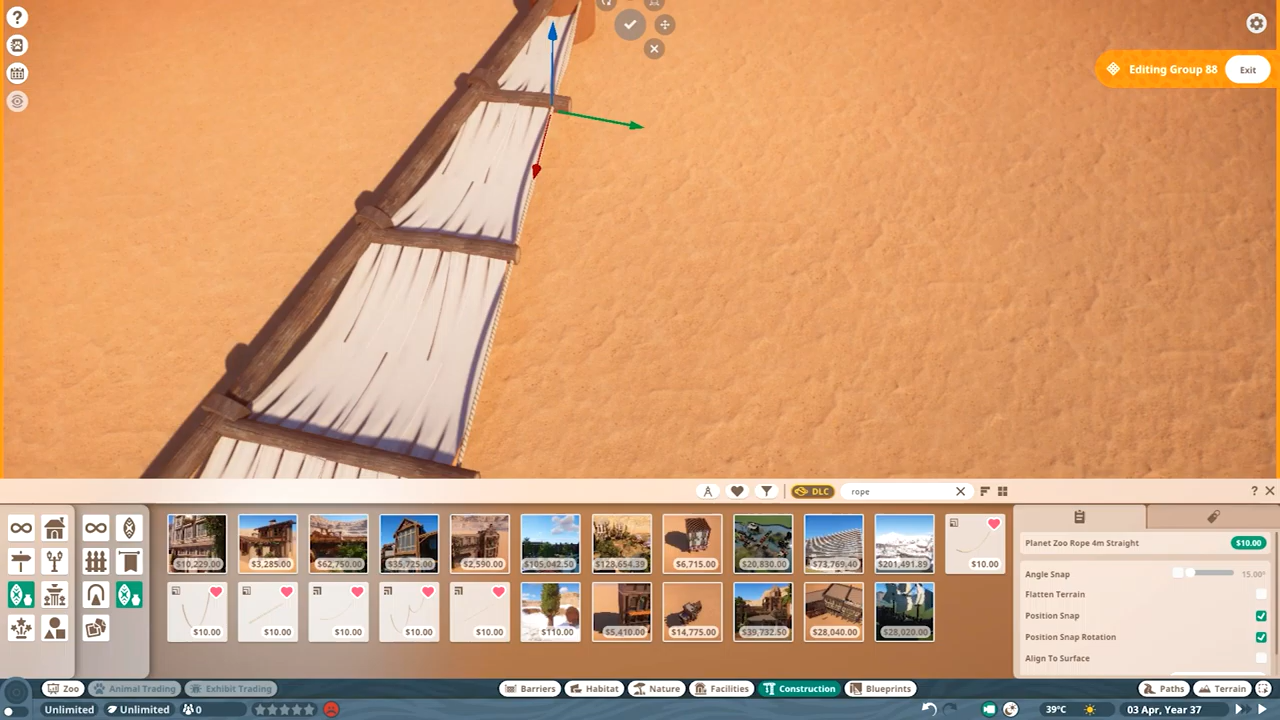 ?
Editing Group 88
Exit
DLC
rope
?
$10,229.00
$3,285.00
$62,750.00
$35,725.00
$2,590.00
$105,042.50
$128,654.39
$6,715.00
$20,830.00
$73,769.40
$201,491.89
$10.00
$10.00
$10.00
$10.00
$10.00
$10.00
$110.00
$5,410.00
$14,775.00
$39,732.50
$28,040.00
$28,020.00
Planet Zoo Rope 4m Straight
$10.00
Angle Snap
15.00°
Flatten Terrain
Position Snap
Position Snap Rotation
Align To Surface
Zoo
Animal Trading
Exhibit Trading
Barriers
Habitat
Nature
Facilities
Construction
Blueprints
Paths
Terrain
Unlimited
Unlimited
0
39°C
03 Apr, Year 37